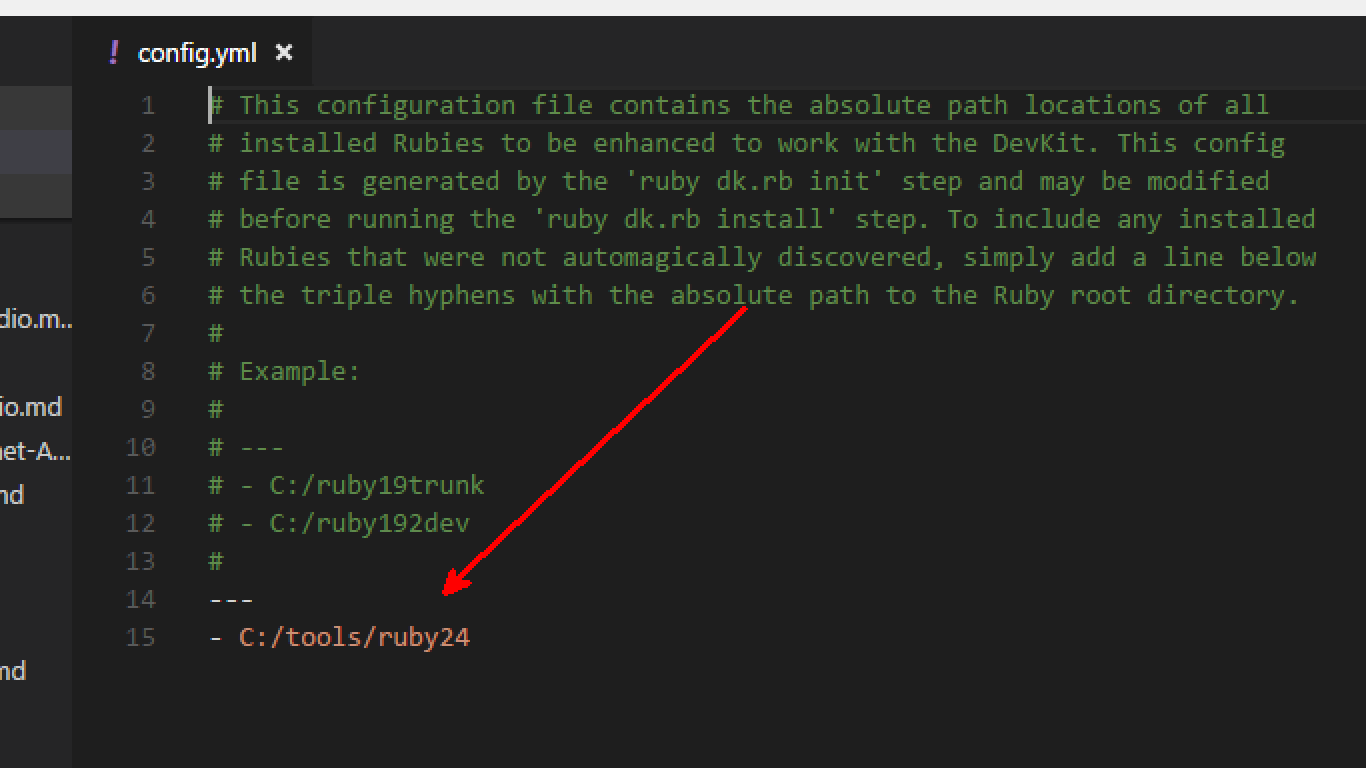 ! config.yml ×
1 # This configuration file contains the absolute path locations of all
2 # installed Rubies to be enhanced to work with the DevKit. This config
3 # file is generated by the 'ruby dk.rb init' step and may be modified
4 # before running the 'ruby dk.rb install' step. To include any installed
5 # Rubies that were not automagically discovered, simply add a line below
6 # the triple hyphens with the absolute path to the Ruby root directory.
7 #
8 # Example:
9 #
10 # ---
11 # - C:/ruby19trunk
12 # - C:/ruby192dev
13 #
14 ---
15 - C:/tools/ruby24
dio.m..
io.md
net-A...
nd
md